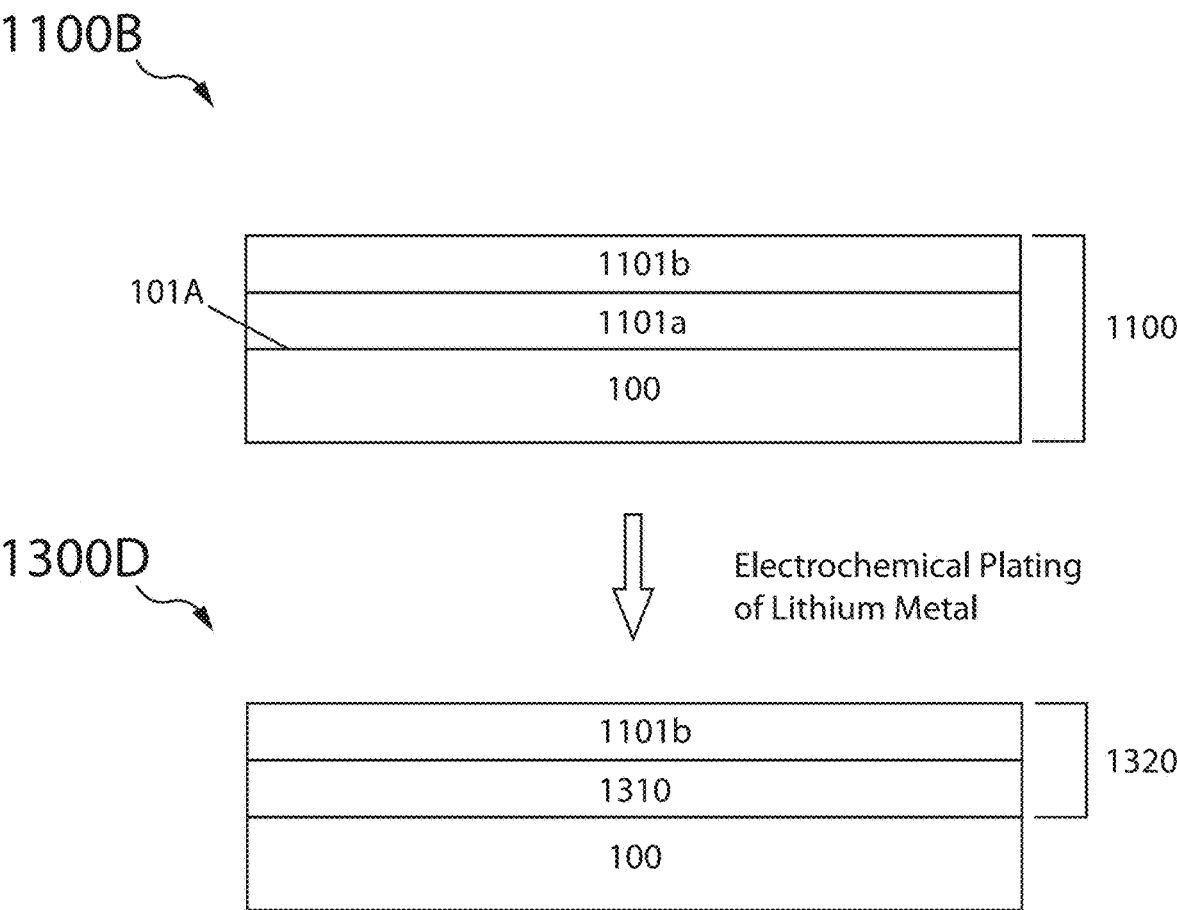 1100B
1101b
101A
1101a
1100
100
1300D
Electrochemical Plating
of Lithium Metal
1101b
1320
1310
100